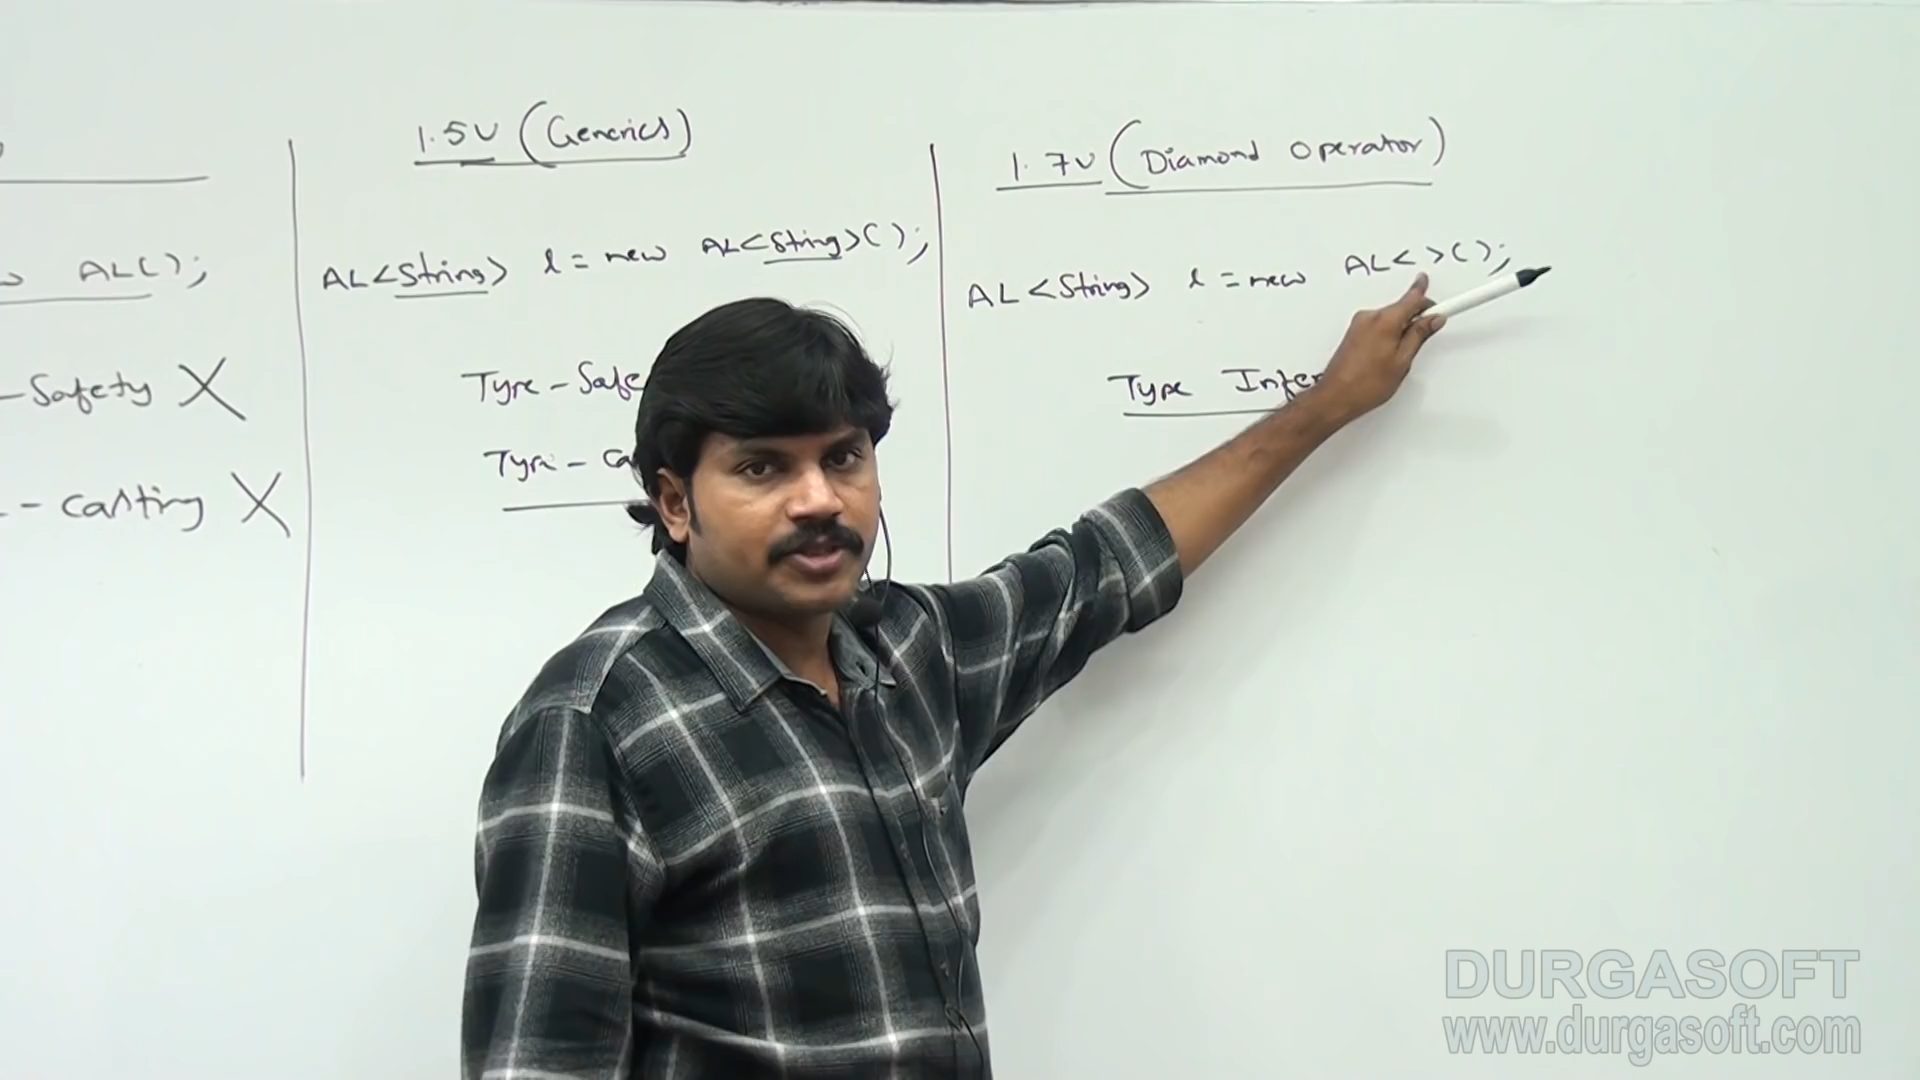 AL();
-Safety X
- casting X
1.5V (Generics)
AL<String> l = new AL<String>();
Type-Safe
Type-Ca
1.7V (Diamond Operator)
AL<String> l = new AL<>();
Type Infer
DURGASOFT
www.durgasoft.com